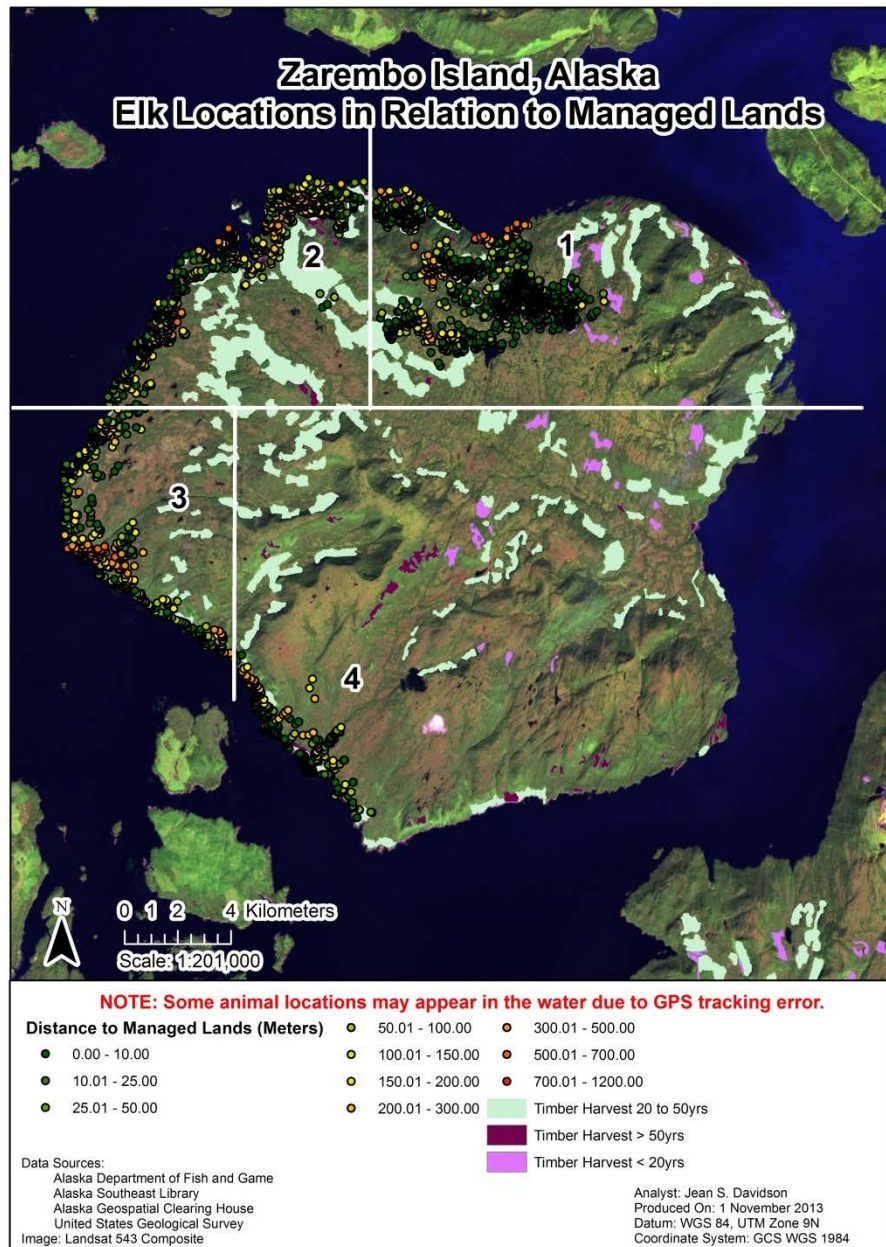 Zarembo Island, Alaska
Elk Locations in Relation to Managed Lands
1
2
3
4
N
0 1 2 4 Kilometers
Scale: 1:201,000
NOTE: Some animal locations may appear in the water due to GPS tracking error.
Distance to Managed Lands (Meters)
0.00 - 10.00
10.01 - 25.00
25.01 - 50.00
50.01 - 100.00
100.01 - 150.00
150.01 - 200.00
200.01 - 300.00
300.01 - 500.00
500.01 - 700.00
700.01 - 1200.00
Timber Harvest 20 to 50yrs
Timber Harvest > 50yrs
Timber Harvest < 20yrs
Data Sources:
Alaska Department of Fish and Game
Alaska Southeast Library
Alaska Geospatial Clearing House
United States Geological Survey
Image: Landsat 543 Composite
Analyst: Jean S. Davidson
Produced On: 1 November 2013
Datum: WGS 84, UTM Zone 9N
Coordinate System: GCS WGS 1984